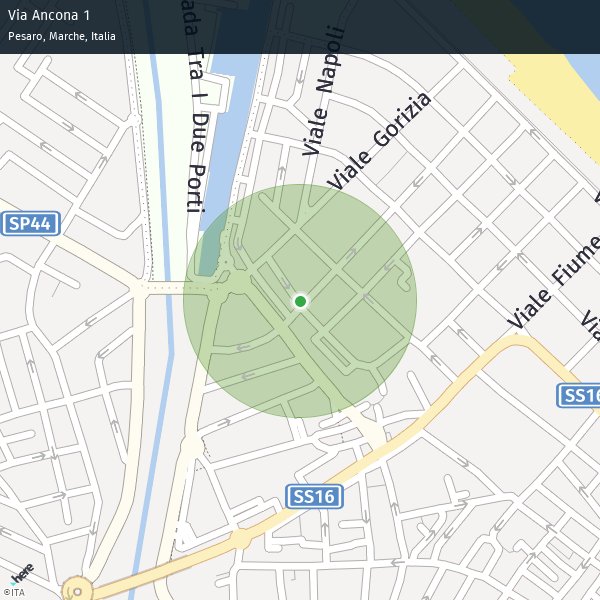 Via Ancona 1
Pesaro, Marche, Italia
ada Tra I Due Porti
Viale Napoli
Viale Gorizia
SP44
Viale Fiume
SS16
SS16
here
©ITA